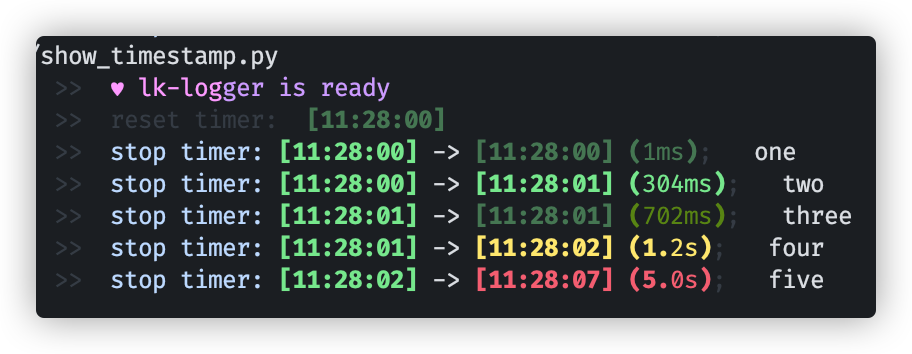 /show_timestamp.py
>> ♥ lk-logger is ready
>> reset timer: [11:28:00]
>> stop timer: [11:28:00] -> [11:28:00] (1ms); one
>> stop timer: [11:28:00] -> [11:28:01] (304ms); two
>> stop timer: [11:28:01] -> [11:28:01] (702ms); three
>> stop timer: [11:28:01] -> [11:28:02] (1.2s); four
>> stop timer: [11:28:02] -> [11:28:07] (5.0s); five